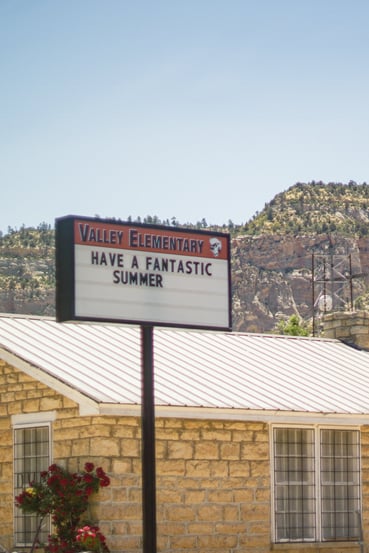 VALLEY ELEMENTARY
HAVE A FANTASTIC
SUMMER